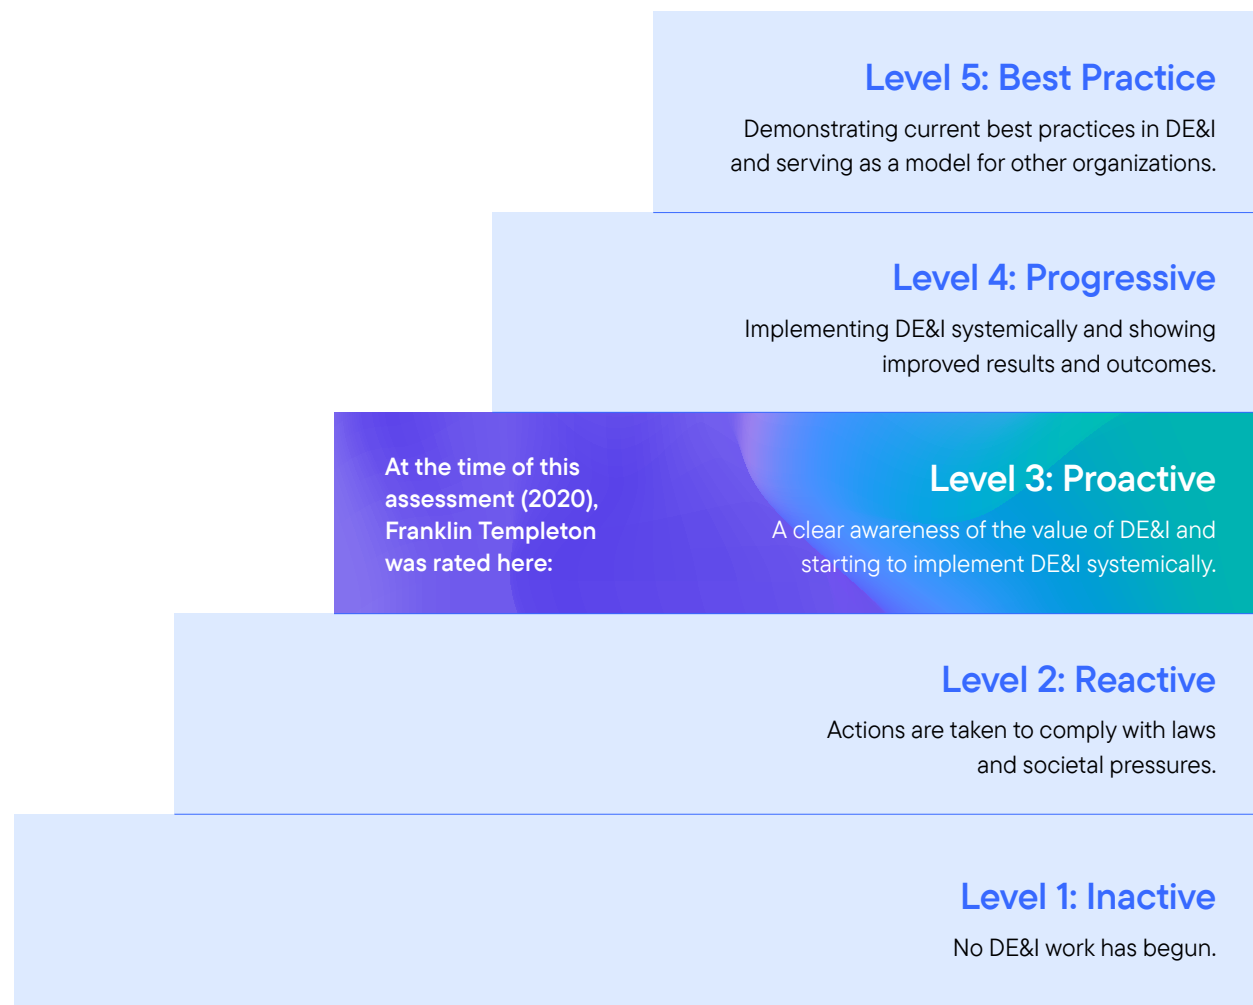 Level 5: Best Practice
Demonstrating current best practices in DE&I
and serving as a model for other organizations.
Level 4: Progressive
Implementing DE&I systemically and showing
improved results and outcomes.
At the time of this
assessment (2020),
Franklin Templeton
was rated here:
Level 3: Proactive
A clear awareness of the value of DE&I and
starting to implement DE&I systemically.
Level 2: Reactive
Actions are taken to comply with laws
and societal pressures.
Level 1: Inactive
No DE&I work has begun.